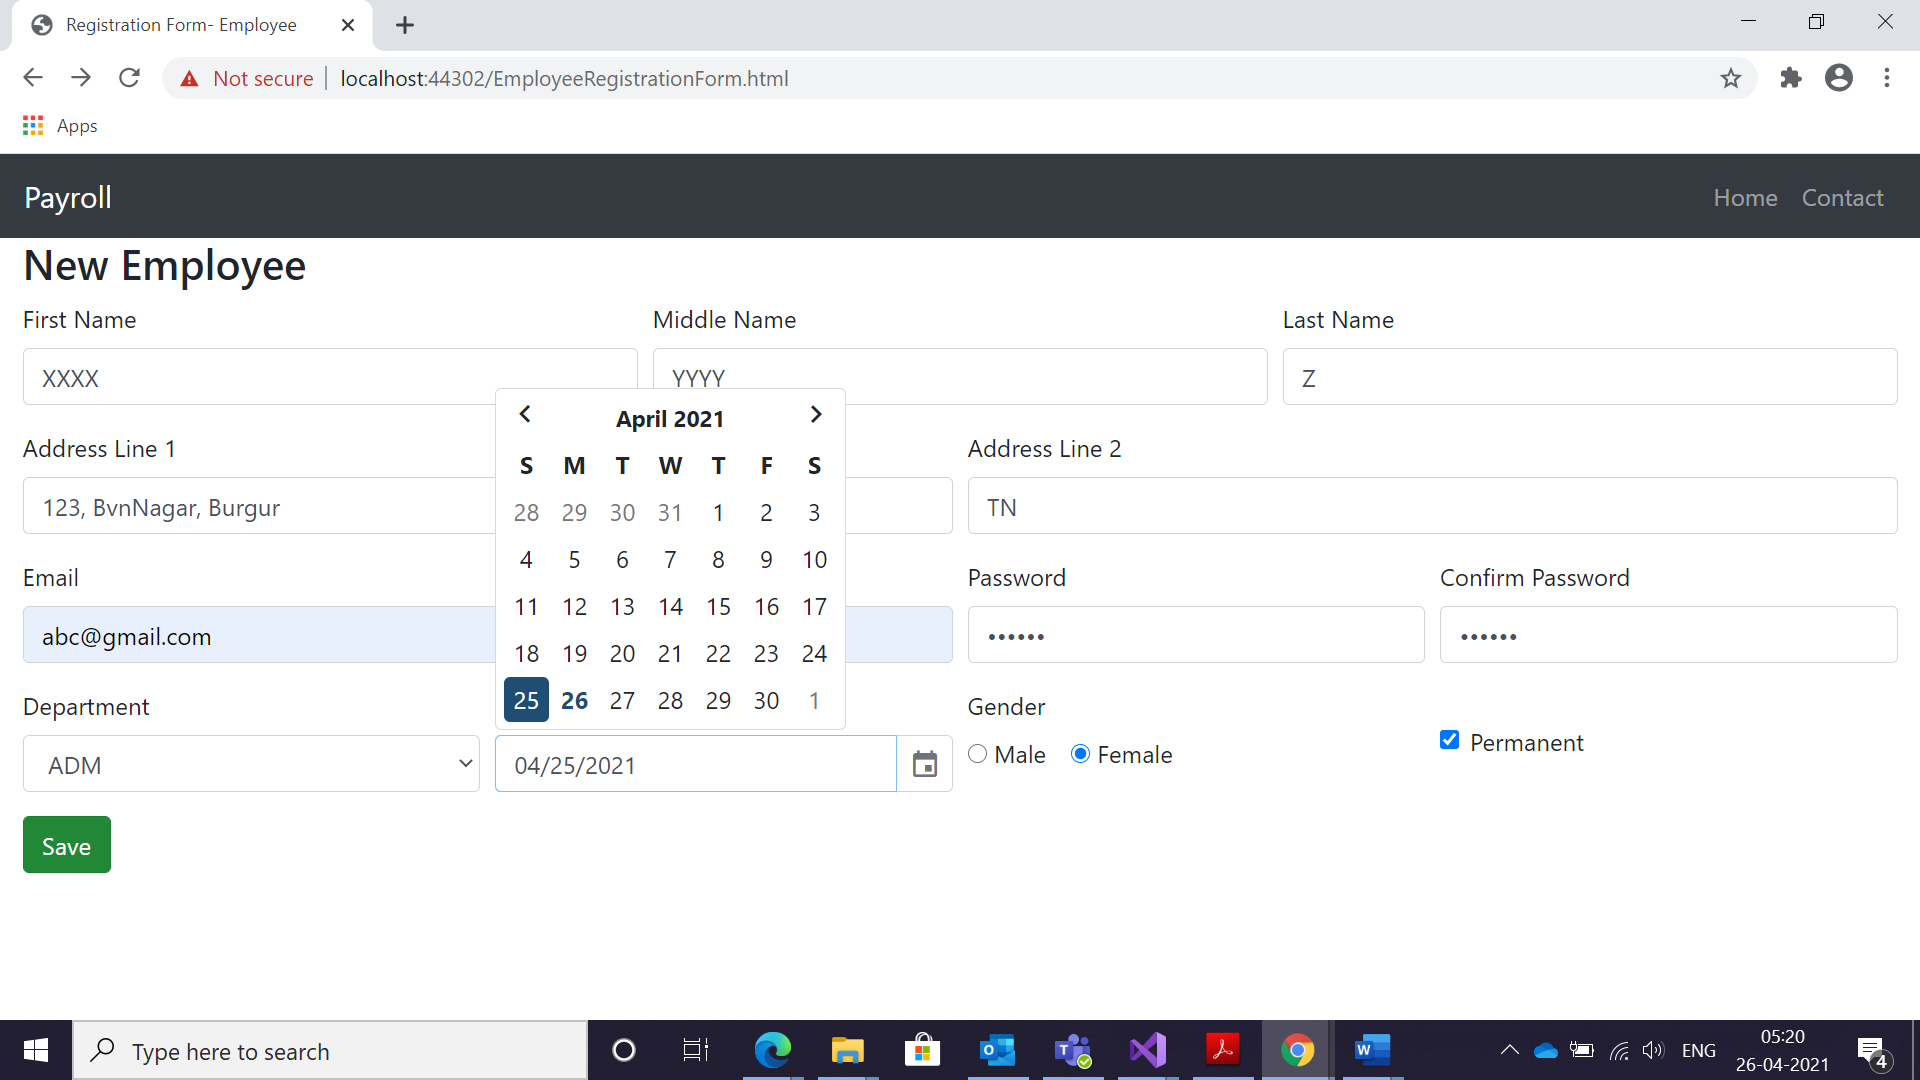 Registration Form- Employee
Not secure
localhost:44302/EmployeeRegistrationForm.html
Apps
Payroll
Home Contact
New Employee
First Name Middle Name Last Name
XXXX YYYY Z
Address Line 1 Address Line 2
123, BvnNagar, Burgur TN
Email Password Confirm Password
abc@gmail.com •••••• ••••••
April 2021
S M T W T F S
28 29 30 31 1 2 3
4 5 6 7 8 9 10
11 12 13 14 15 16 17
18 19 20 21 22 23 24
25 26 27 28 29 30 1
Department Gender
ADM 04/25/2021 Male Female Permanent
Save
Type here to search
ENG
05:20
26-04-2021
4